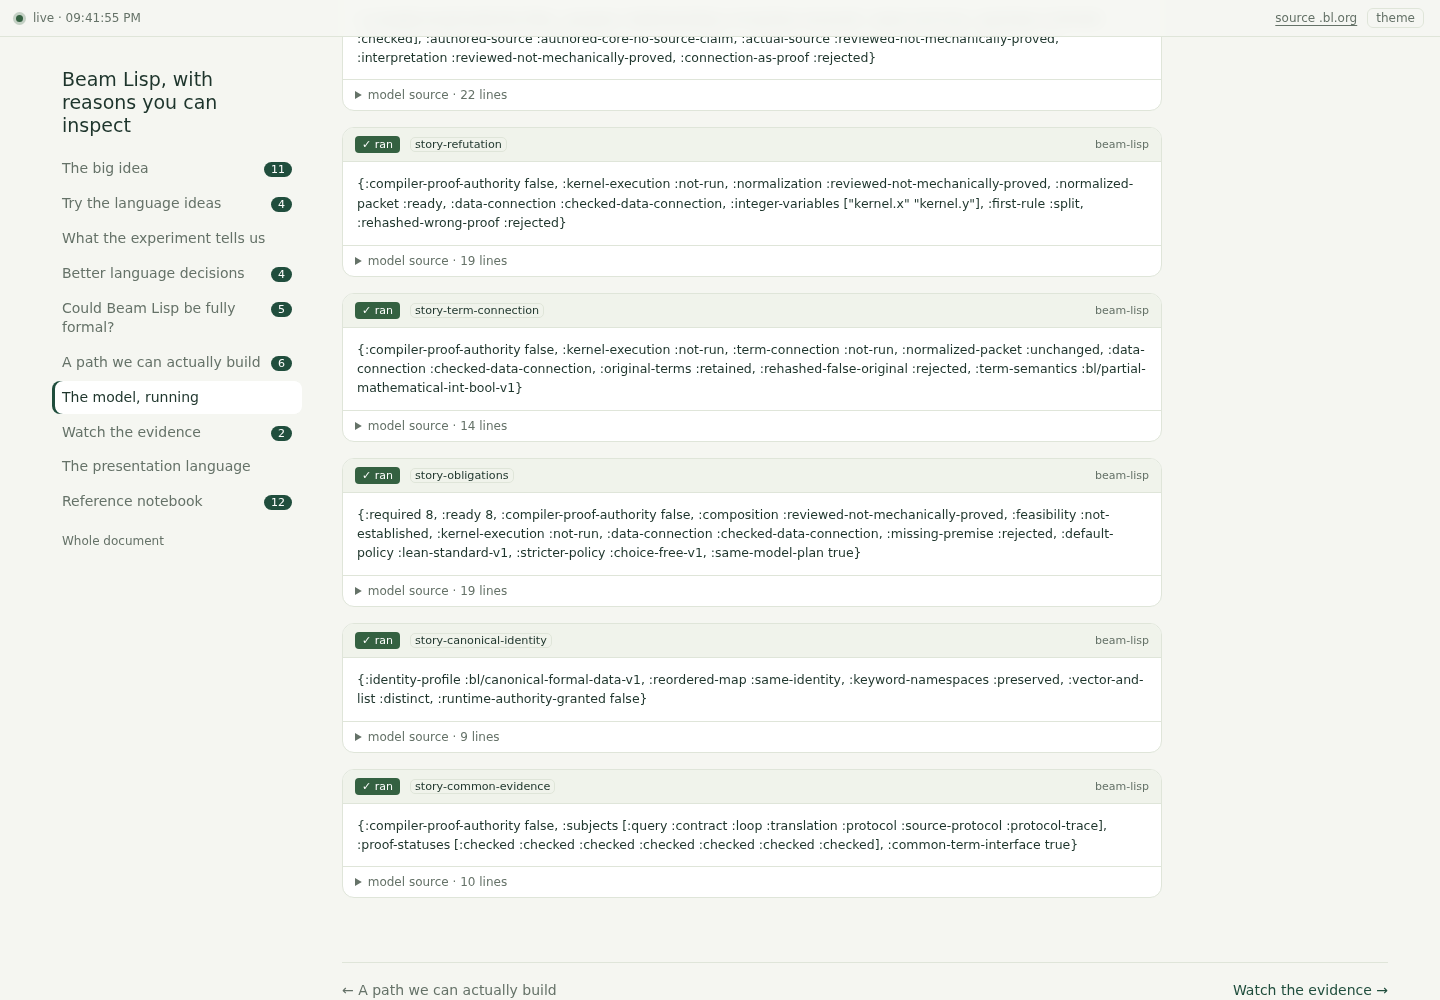 live · 09:41:55 PM
source .bl.org
theme
Beam Lisp, with
reasons you can
inspect
The big idea 11
Try the language ideas 4
What the experiment tells us
Better language decisions 4
Could Beam Lisp be fully 5
formal?
A path we can actually build 6
The model, running
Watch the evidence 2
The presentation language
Reference notebook 12
Whole document
:checked], :authored-source :authored-core-no-source-claim, :actual-source :reviewed-not-mechanically-proved,
:interpretation :reviewed-not-mechanically-proved, :connection-as-proof :rejected}
▶ model source · 22 lines
✓ ran story-refutation beam-lisp
{:compiler-proof-authority false, :kernel-execution :not-run, :normalization :reviewed-not-mechanically-proved, :normalized-
packet :ready, :data-connection :checked-data-connection, :integer-variables ["kernel.x" "kernel.y"], :first-rule :split,
:rehashed-wrong-proof :rejected}
▶ model source · 19 lines
✓ ran story-term-connection beam-lisp
{:compiler-proof-authority false, :kernel-execution :not-run, :term-connection :not-run, :normalized-packet :unchanged, :data-
connection :checked-data-connection, :original-terms :retained, :rehashed-false-original :rejected, :term-semantics :bl/partial-
mathematical-int-bool-v1}
▶ model source · 14 lines
✓ ran story-obligations beam-lisp
{:required 8, :ready 8, :compiler-proof-authority false, :composition :reviewed-not-mechanically-proved, :feasibility :not-
established, :kernel-execution :not-run, :data-connection :checked-data-connection, :missing-premise :rejected, :default-
policy :lean-standard-v1, :stricter-policy :choice-free-v1, :same-model-plan true}
▶ model source · 19 lines
✓ ran story-canonical-identity beam-lisp
{:identity-profile :bl/canonical-formal-data-v1, :reordered-map :same-identity, :keyword-namespaces :preserved, :vector-and-
list :distinct, :runtime-authority-granted false}
▶ model source · 9 lines
✓ ran story-common-evidence beam-lisp
{:compiler-proof-authority false, :subjects [:query :contract :loop :translation :protocol :source-protocol :protocol-trace],
:proof-statuses [:checked :checked :checked :checked :checked :checked :checked], :common-term-interface true}
▶ model source · 10 lines
← A path we can actually build
Watch the evidence →